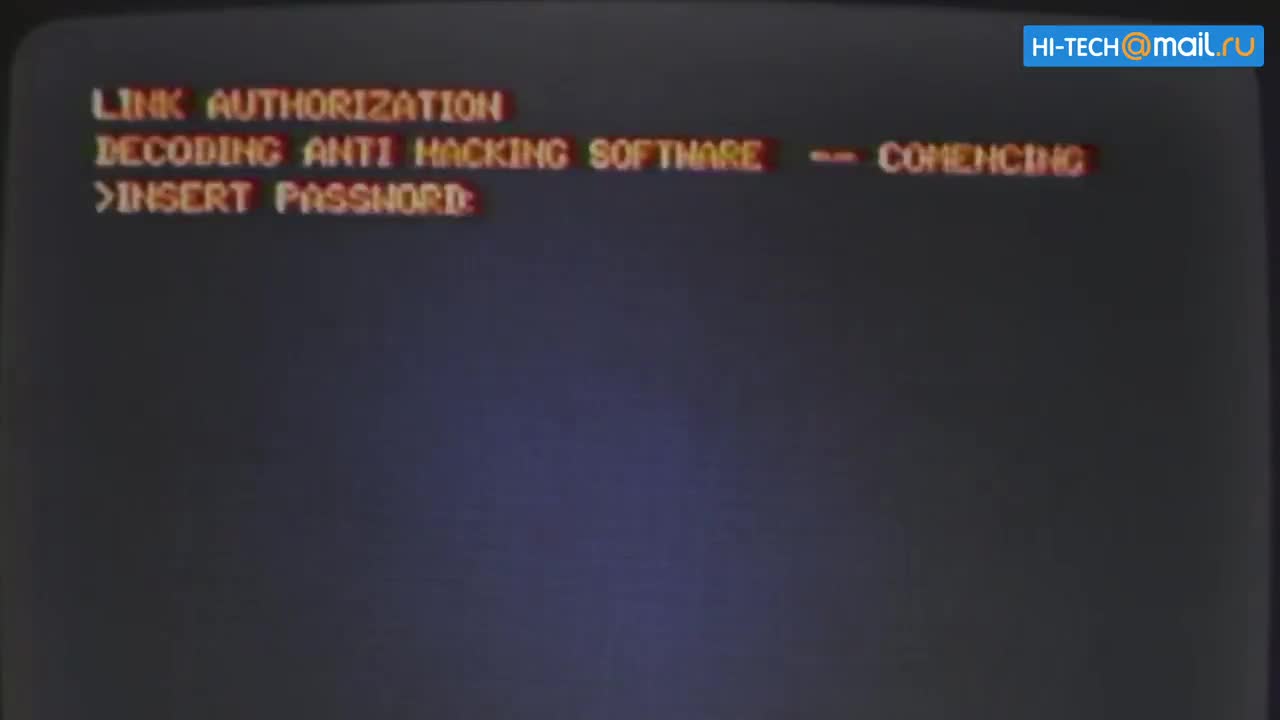 HI-TECH@mail.ru
LINK AUTHORIZATION
DECODING ANTI HACKING SOFTWARE -- COMENCING
>INSERT PASSWORD: